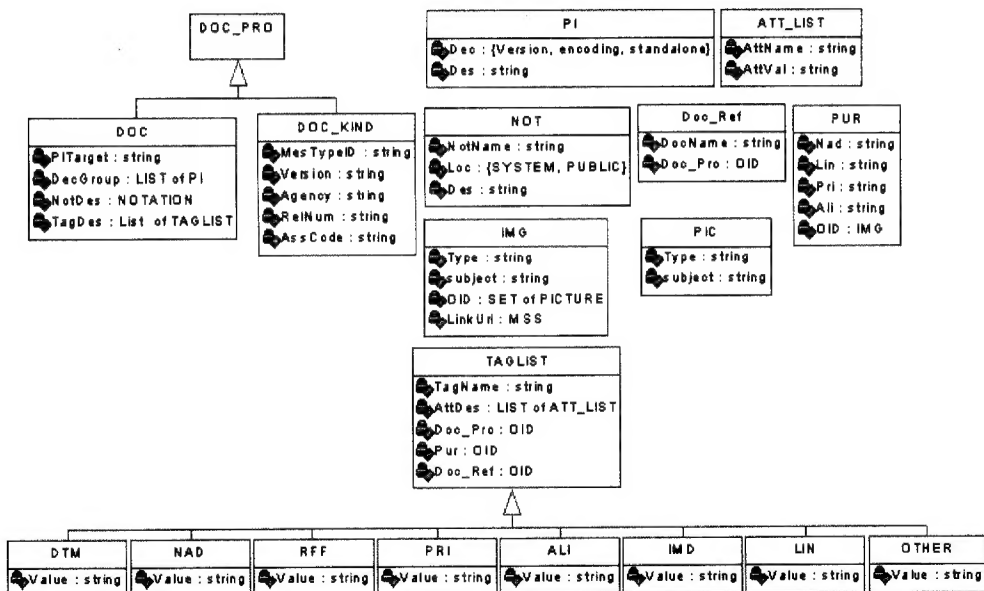 DOC_PRO
PI
Dec : {Version, encoding, standalone}
Des : string
ATT_LIST
AttName : string
AttVal : string
DOC
PITarget : string
DecGroup : LIST of PI
NotDes : NOTATION
TagDes : List of TAGLIST
DOC_KIND
MesTypeID : string
Version : string
Agency : string
RelNum : string
AssCode : string
NOT
NotName : string
Loc : {SYSTEM, PUBLIC}
Des : string
Doc_Ref
DocName : string
Doc_Pro : OID
PUR
Nad : string
Lin : string
Pri : string
Ali : string
OID : IMG
IMG
Type : string
subject : string
OID : SET of PICTURE
LinkUrl : MSS
PIC
Type : string
subject : string
TAGLIST
TagName : string
AttDes : LIST of ATT_LIST
Doc_Pro : OID
Pur : OID
Doc_Ref : OID
DTM
Value : string
NAD
Value : string
RFF
Value : string
PRI
Value : string
ALI
Value : string
IMD
Value : string
LIN
Value : string
OTHER
Value : string